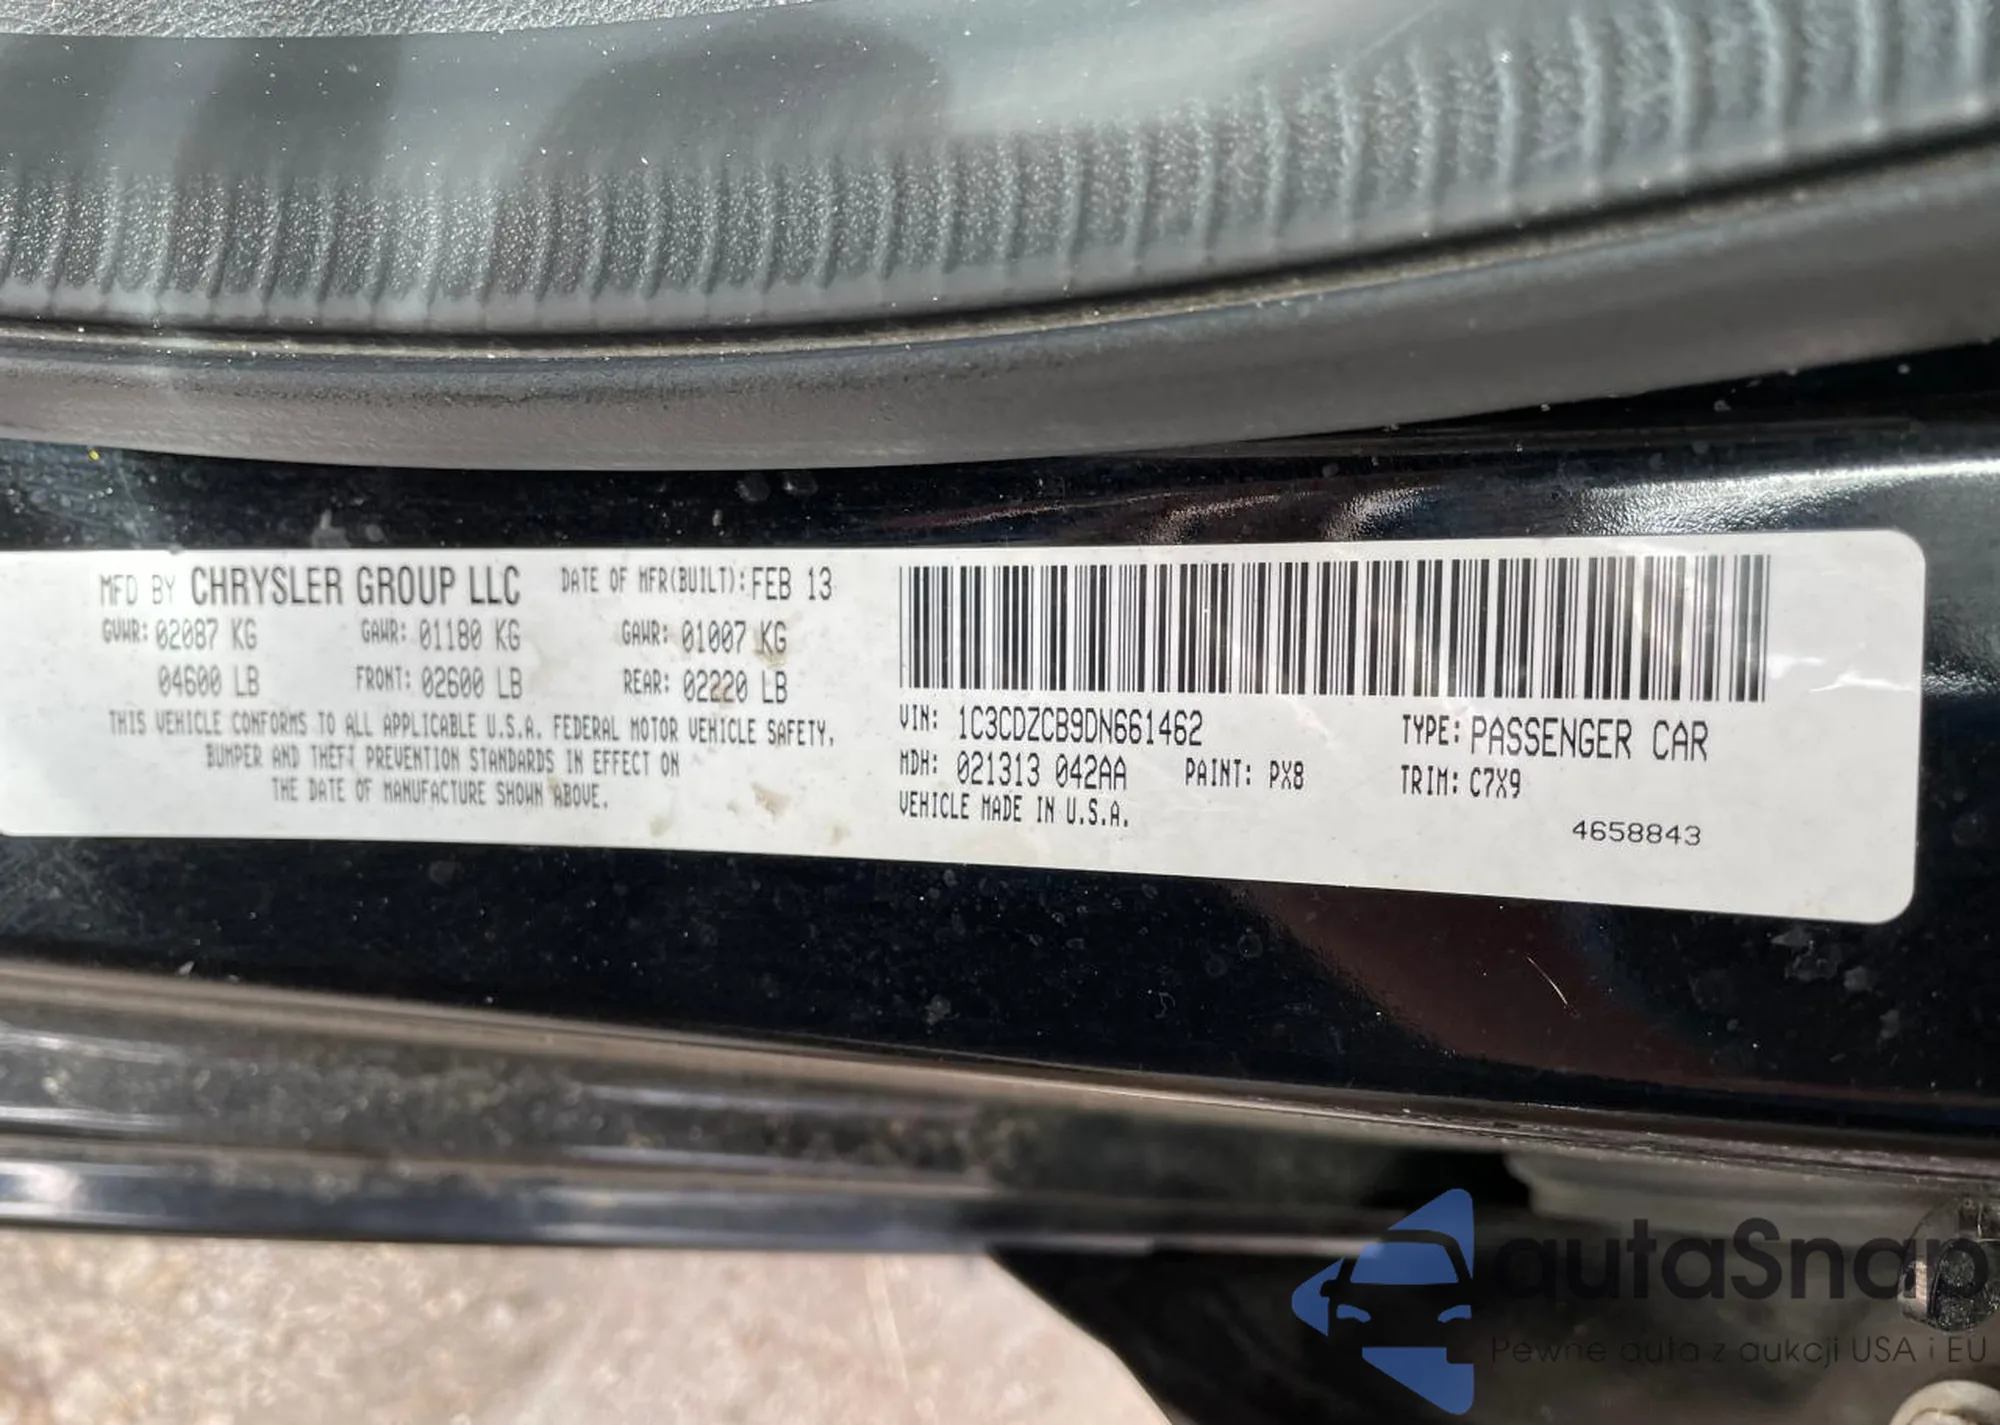 MFD BY CHRYSLER GROUP LLC DATE OF MFR(BUILT): FEB 13
GVWR: 02087 KG GAWR: 01180 KG GAWR: 01007 KG
04600 LB FRONT: 02600 LB REAR: 02220 LB
THIS VEHICLE CONFORMS TO ALL APPLICABLE U.S.A. FEDERAL MOTOR VEHICLE SAFETY,
BUMPER AND THEFT PREVENTION STANDARDS IN EFFECT ON
THE DATE OF MANUFACTURE SHOWN ABOVE.
VIN: 1C3CDZCB9DN661462 TYPE: PASSENGER CAR
MDH: 021313 042AA PAINT: PX8 TRIM: C7X9
VEHICLE MADE IN U.S.A.
4658843
autaSnap
Pewne auta z aukcji USA i EU